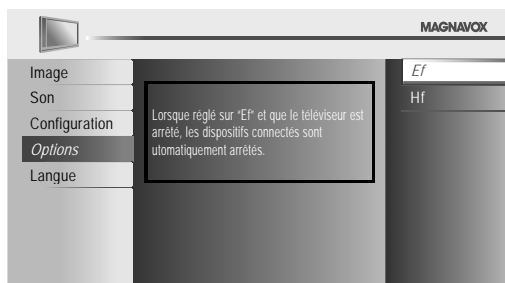 MAGNAVOX
Image
Son
Configuration
Options
Langue
Lorsque réglé sur “Ef” et que le téléviseur est
arrêté, les dispositifs connectés sont
utomatiquement arrêtés.
Ef
Hf